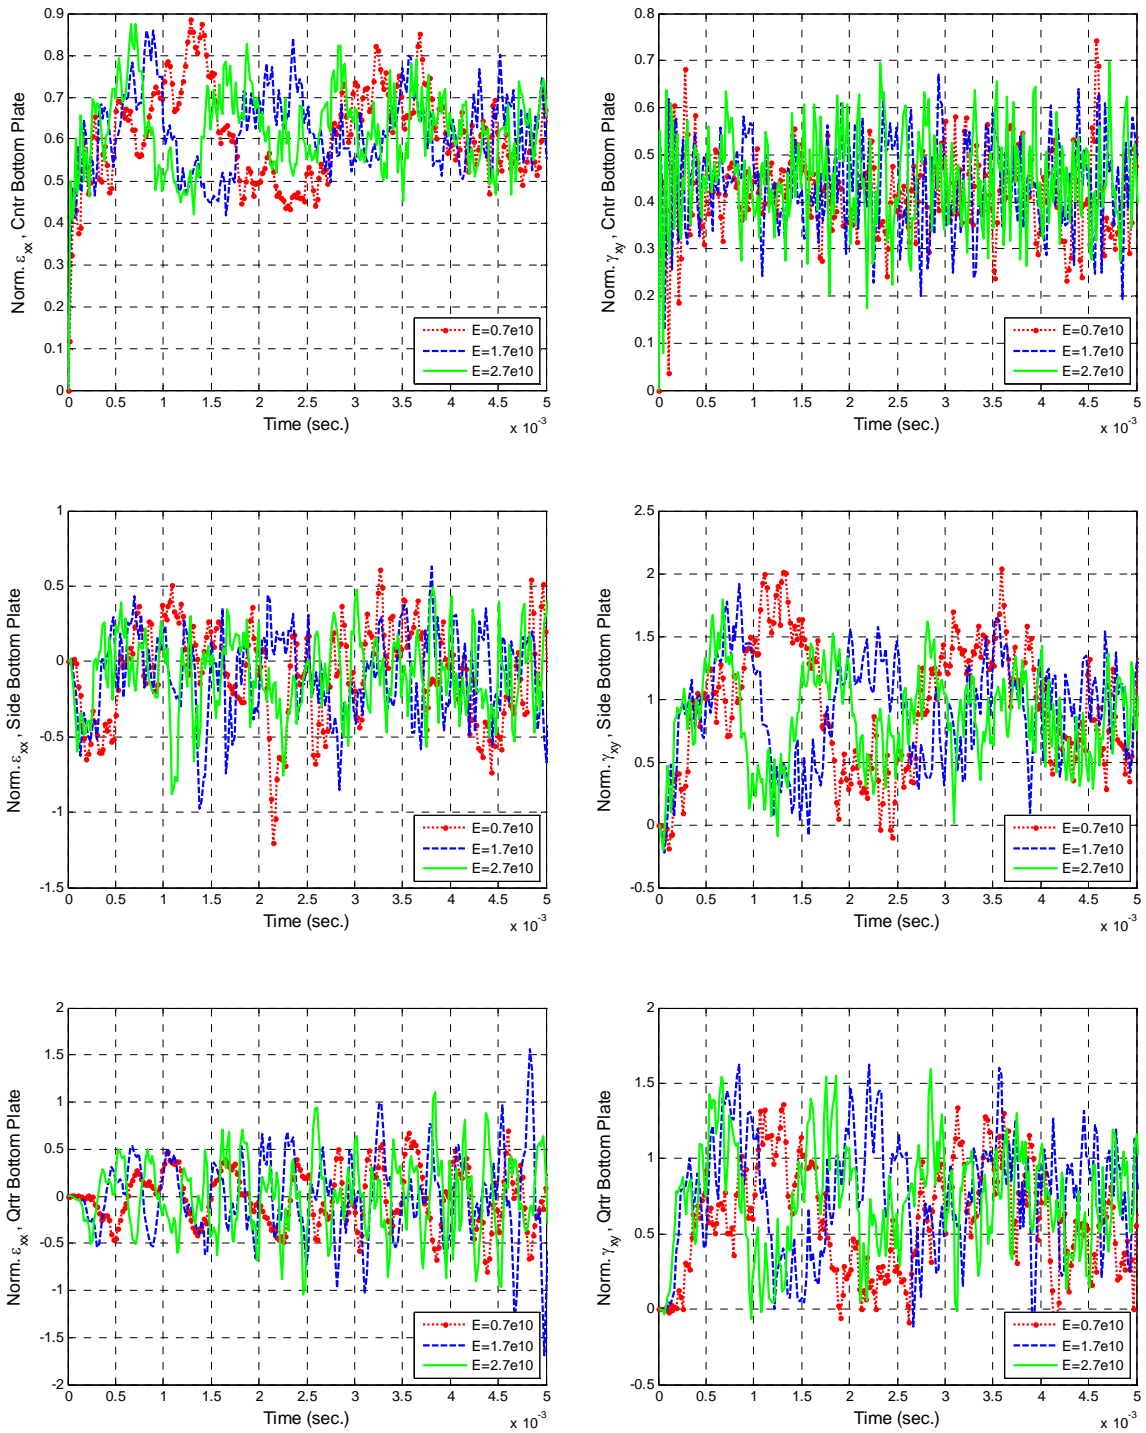 0.9
0.8
0.7
0.6
0.5
0.4
0.3
0.2
0.1
0
Norm. εxx , Cntr Bottom Plate
E=0.7e10
E=1.7e10
E=2.7e10
0 0.5 1 1.5 2 2.5 3 3.5 4 4.5 5
Time (sec.)
x 10-3
0.8
0.7
0.6
0.5
0.4
0.3
0.2
0.1
0
Norm. γxy , Cntr Bottom Plate
E=0.7e10
E=1.7e10
E=2.7e10
0 0.5 1 1.5 2 2.5 3 3.5 4 4.5 5
Time (sec.)
x 10-3
1
0.5
0
-0.5
-1
-1.5
Norm. εxx , Side Bottom Plate
E=0.7e10
E=1.7e10
E=2.7e10
0 0.5 1 1.5 2 2.5 3 3.5 4 4.5 5
Time (sec.)
x 10-3
2.5
2
1.5
1
0.5
0
-0.5
Norm. γxy , Side Bottom Plate
E=0.7e10
E=1.7e10
E=2.7e10
0 0.5 1 1.5 2 2.5 3 3.5 4 4.5 5
Time (sec.)
x 10-3
2
1.5
1
0.5
0
-0.5
-1
-1.5
-2
Norm. εxx, Qrtr Bottom Plate
E=0.7e10
E=1.7e10
E=2.7e10
0 0.5 1 1.5 2 2.5 3 3.5 4 4.5 5
Time (sec.)
x 10-3
2
1.5
1
0.5
0
-0.5
Norm. γxy , Qrtr Bottom Plate
E=0.7e10
E=1.7e10
E=2.7e10
0 0.5 1 1.5 2 2.5 3 3.5 4 4.5 5
Time (sec.)
x 10-3